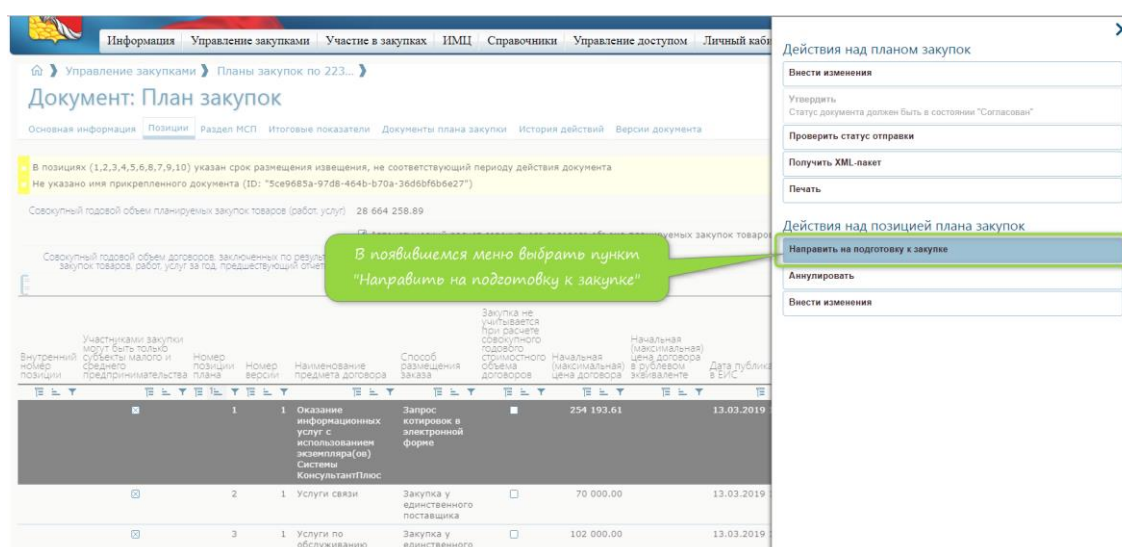 Информация Управление закупками Участие в закупках ИМЦ Справочники Управление доступом Личный каби
Управление закупками Планы закупок по 223...
Документ: План закупок
Основная информация Позиции Раздел МСП Итоговые показатели Документы плана закупки История действий Версии документа
В позициях (1,2,3,4,5,6,8,7,9,10) указан срок размещения извещения, не соответствующий периоду действия документа
Не указано имя прикрепленного документа (ID: "5ce9685a-97d8-464b-b70a-36d6bf6b6e27")
Совокупный годовой объем планируемых закупок товаров (работ, услуг) 28 664 258.89
закупок товаров
Совокупный годовой объем договоров, заключенных по
закупок товаров, работ, услуг за год, предшествующий
В появившемся меню выбрать пункт
"Направить на подготовку к закупке"
Внутренний номер позиции
Участниками закупки могут быть только субъекты малого и среднего предпринимательства
Номер позиции плана
Номер версии
Наименование предмета договора
Способ размещения заказа
Закупка не учитывается при расчете совокупного годового стримостного объема договоров
Начальная (максимальная) цена договора
Начальная (максимальная) цена договора в рублевом эквиваленте
Дата публика
в ЕИС
1 1 Оказание информационных услуг с использованием экземпляра(ов) Системы КонсультантПлюс Запрос котировок в электронной форме 254 193.61 13.03.2019
2 1 Услуги связи Закупка у единственного поставщика 70 000.00 13.03.2019
3 1 Услуги по обслуживанию Закупка у единственного 102 000.00 13.03.2019
Действия над планом закупок
Внести изменения
Утвердить
Статус документа должен быть в состоянии "Согласован"
Проверить статус отправки
Получить XML-пакет
Печать
Действия над позицией плана закупок
Направить на подготовку к закупке
Аннулировать
Внести изменения